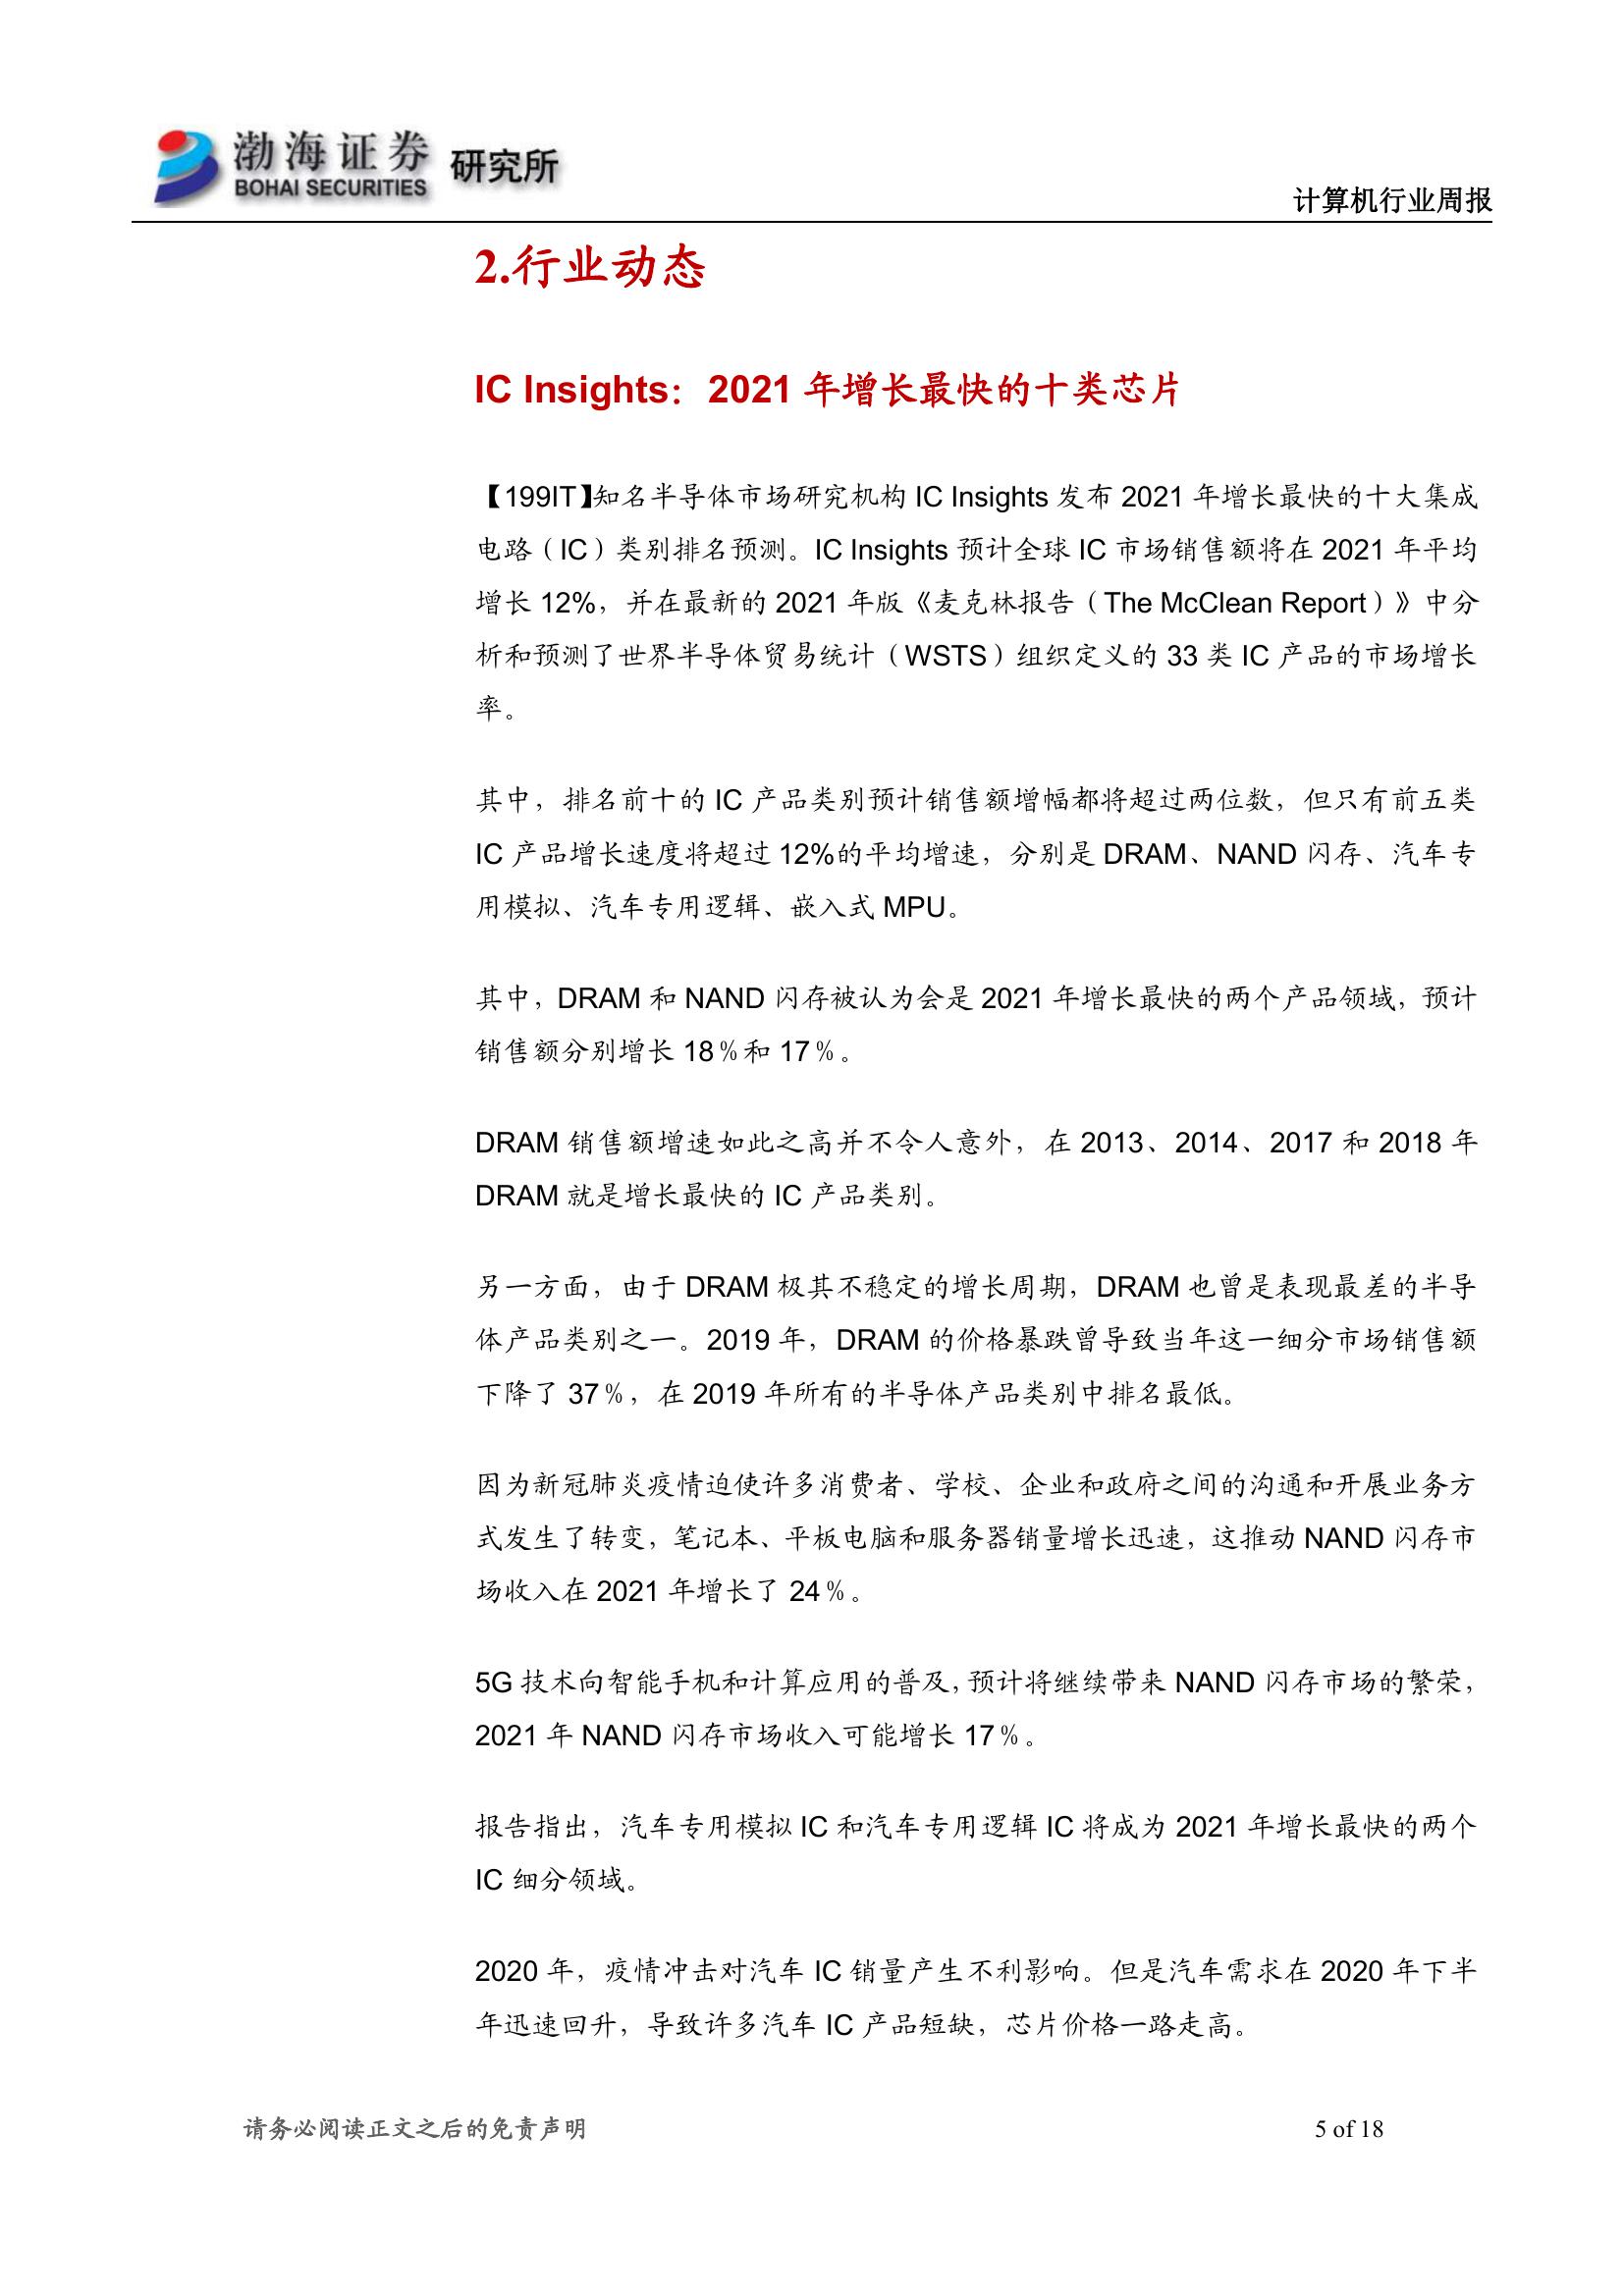 渤海证券 研究所
BOHAI SECURITIES
计算机行业周报
2.行业动态
IC Insights：2021 年增长最快的十类芯片
【199IT】知名半导体市场研究机构 IC Insights 发布 2021 年增长最快的十大集成
电路（IC）类别排名预测。IC Insights 预计全球 IC 市场销售额将在 2021 年平均
增长 12%，并在最新的 2021 年版《麦克林报告（The McClean Report）》中分
析和预测了世界半导体贸易统计（WSTS）组织定义的 33 类 IC 产品的市场增长
率。
其中，排名前十的 IC 产品类别预计销售额增幅都将超过两位数，但只有前五类
IC 产品增长速度将超过 12%的平均增速，分别是 DRAM、NAND 闪存、汽车专
用模拟、汽车专用逻辑、嵌入式 MPU。
其中，DRAM 和 NAND 闪存被认为会是 2021 年增长最快的两个产品领域，预计
销售额分别增长 18％和 17％。
DRAM 销售额增速如此之高并不令人意外，在 2013、2014、2017 和 2018 年
DRAM 就是增长最快的 IC 产品类别。
另一方面，由于 DRAM 极其不稳定的增长周期，DRAM 也曾是表现最差的半导
体产品类别之一。2019 年，DRAM 的价格暴跌曾导致当年这一细分市场销售额
下降了 37％，在 2019 年所有的半导体产品类别中排名最低。
因为新冠肺炎疫情迫使许多消费者、学校、企业和政府之间的沟通和开展业务方
式发生了转变，笔记本、平板电脑和服务器销量增长迅速，这推动 NAND 闪存市
场收入在 2021 年增长了 24％。
5G 技术向智能手机和计算应用的普及，预计将继续带来 NAND 闪存市场的繁荣，
2021 年 NAND 闪存市场收入可能增长 17％。
报告指出，汽车专用模拟 IC 和汽车专用逻辑 IC 将成为 2021 年增长最快的两个
IC 细分领域。
2020 年，疫情冲击对汽车 IC 销量产生不利影响。但是汽车需求在 2020 年下半
年迅速回升，导致许多汽车 IC 产品短缺，芯片价格一路走高。
请务必阅读正文之后的免责声明
5 of 18